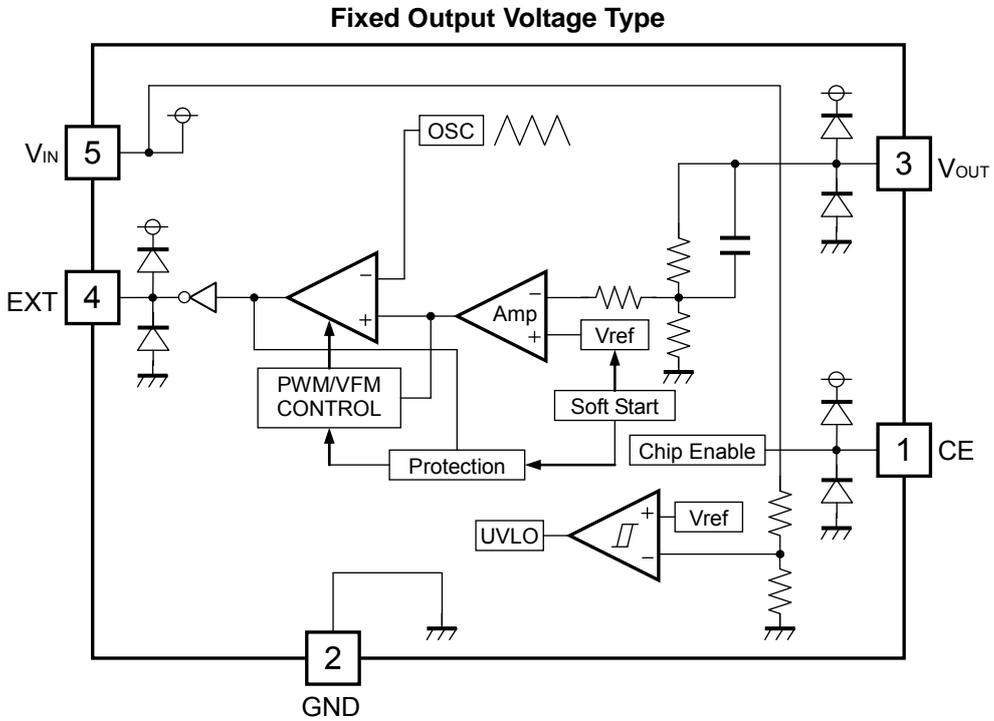 Fixed Output Voltage Type
OSC
5
VIN
3
VOUT
4
EXT
−
+
Amp
−
+
Vref
PWM/VFM
CONTROL
Soft Start
Protection
Chip Enable
1
CE
UVLO
+
−
Vref
2
GND